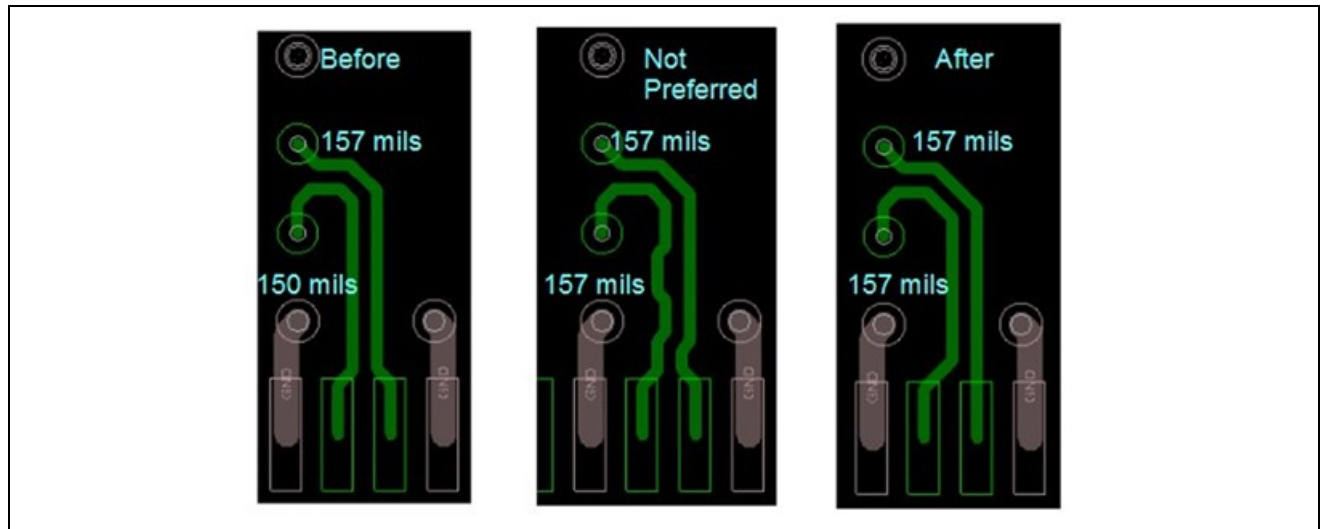 Before
157 mils
150 mils
GND
GND
Not
Preferred
157 mils
157 mils
GND
GND
After
157 mils
157 mils
GND
GND